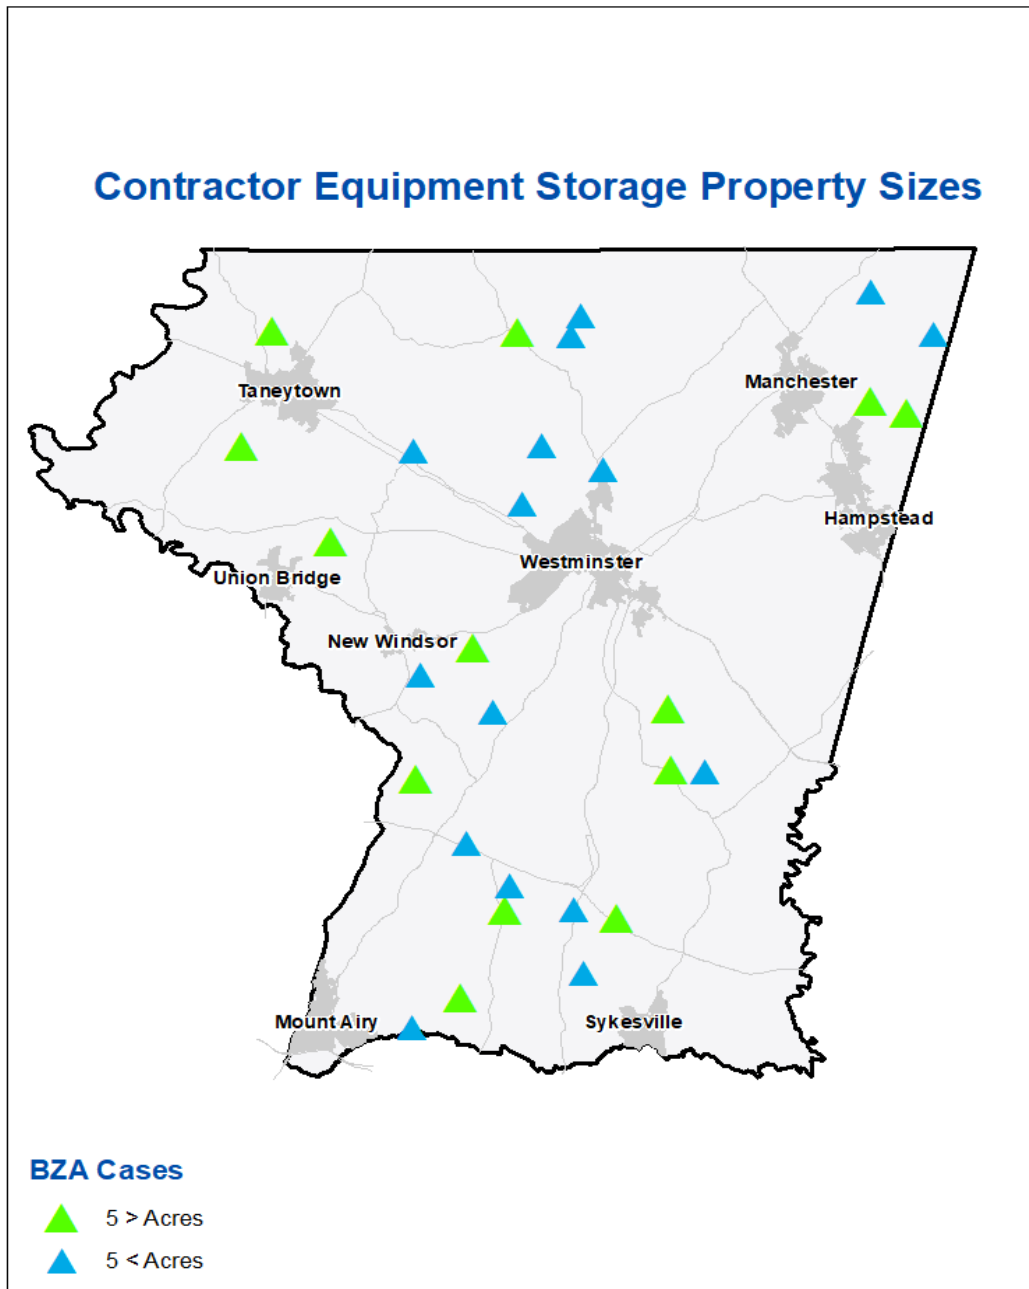 Contractor Equipment Storage Property Sizes
Manchester
Taneytown
Hampstead
Westminster
Union Bridge
New Windsor
Mount Airy
Sykesville
BZA Cases
5 > Acres
5 < Acres